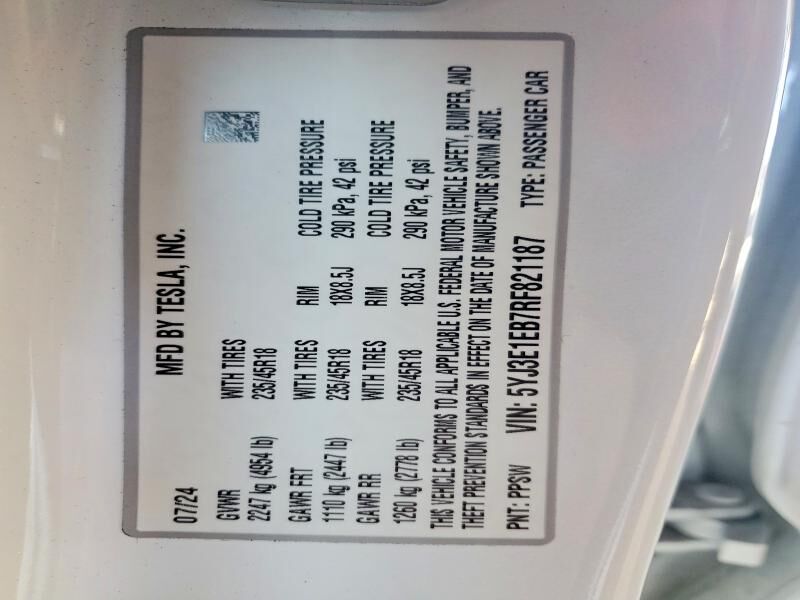 MFD BY TESLA, INC.
07/24
GVWR WITH TIRES
2247 kg (4954 lb) 235/45R18
GAWR FRT WITH TIRES RIM COLD TIRE PRESSURE
1110 kg (2447 lb) 235/45R18 18X8.5J 290 kPa, 42 psi
GAWR RR WITH TIRES RIM COLD TIRE PRESSURE
1260 kg (2778 lb) 235/45R18 18X8.5J 290 kPa, 42 psi
THIS VEHICLE CONFORMS TO ALL APPLICABLE U.S. FEDERAL MOTOR VEHICLE SAFETY, BUMPER, AND
THEFT PREVENTION STANDARDS IN EFFECT ON THE DATE OF MANUFACTURE SHOWN ABOVE.
PNT: PPSW VIN: 5YJ3E1EB7RF821187 TYPE: PASSENGER CAR